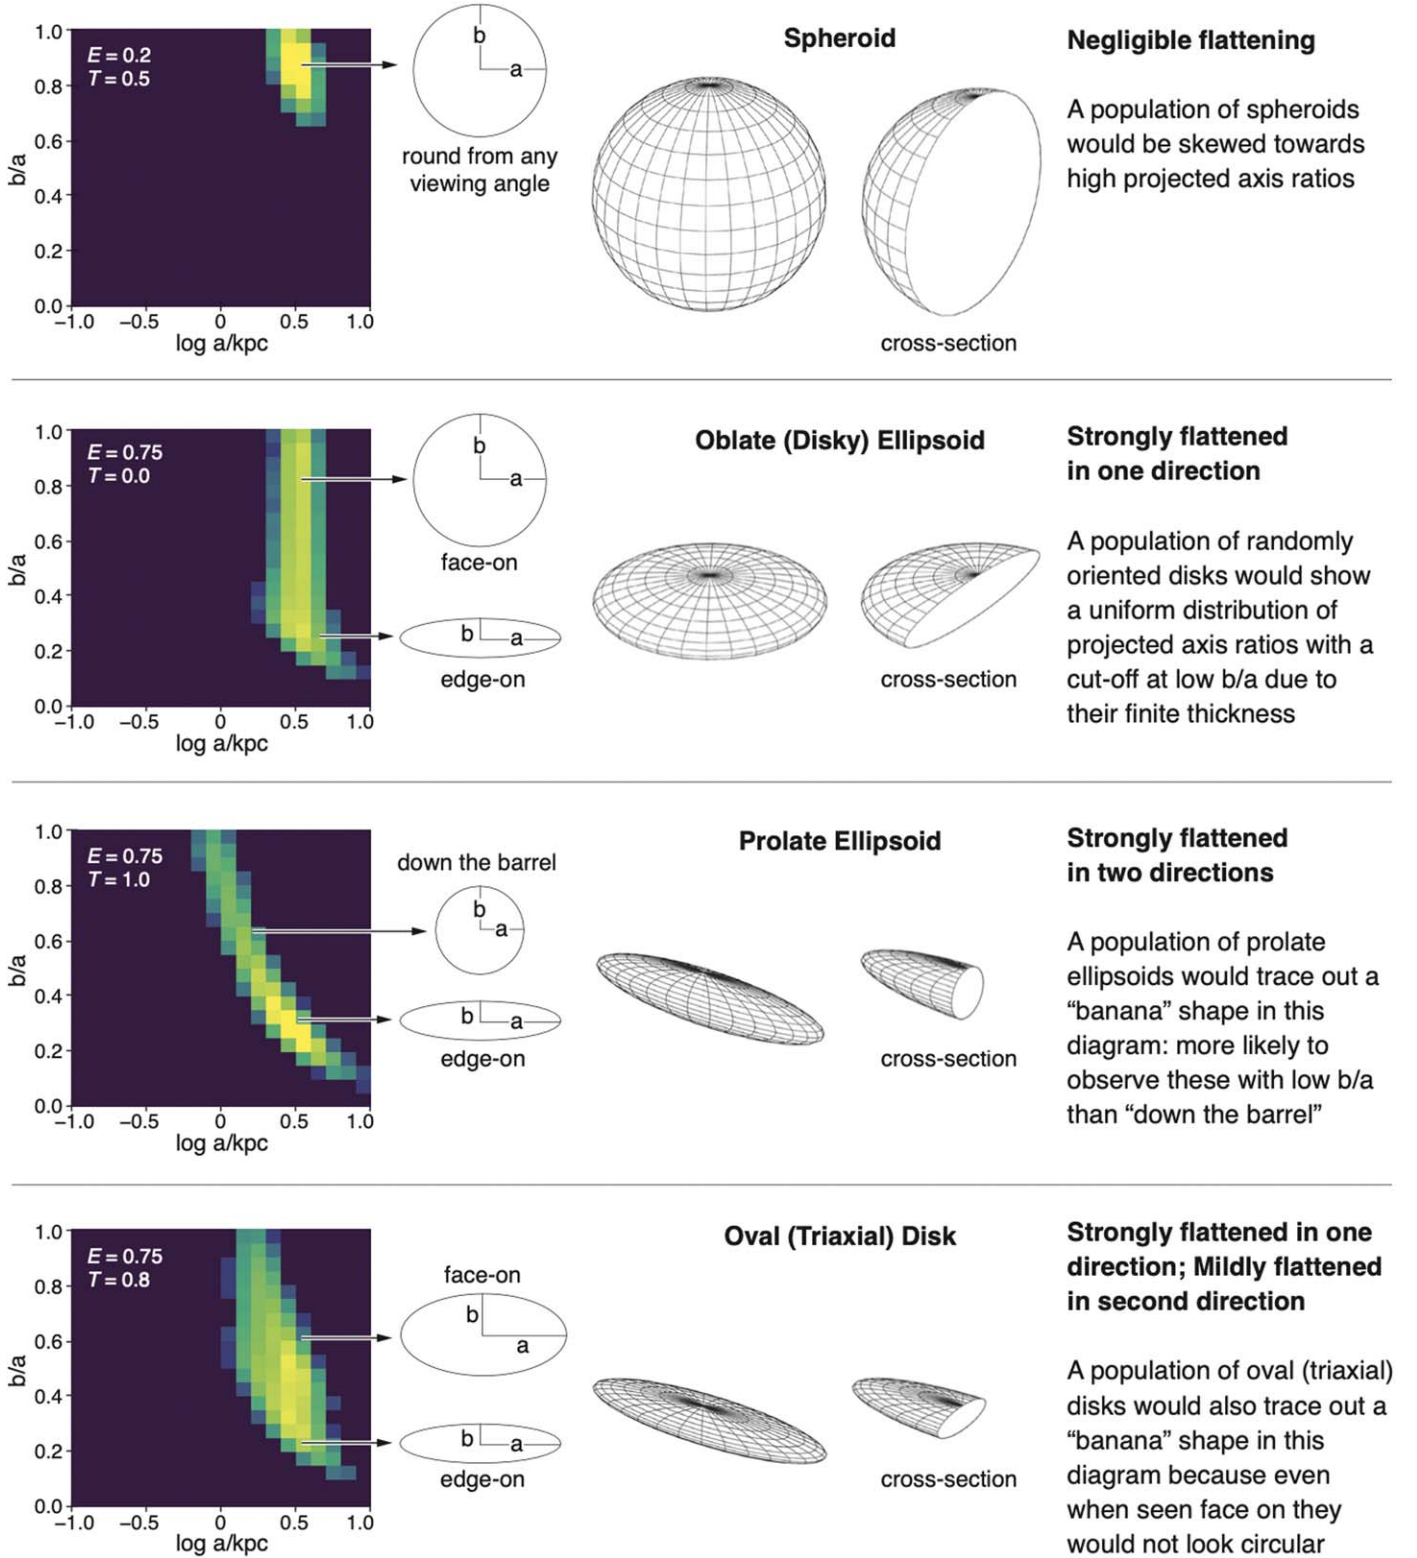 1.0
0.8
0.6
0.4
0.2
0.0
b/a
E = 0.2
T = 0.5
−1.0 −0.5 0 0.5 1.0
log a/kpc
b
a
round from any
viewing angle
Spheroid
cross-section
Negligible flattening
A population of spheroids
would be skewed towards
high projected axis ratios
1.0
0.8
0.6
0.4
0.2
0.0
b/a
E = 0.75
T = 0.0
−1.0 −0.5 0 0.5 1.0
log a/kpc
b
a
face-on
b
a
edge-on
Oblate (Disky) Ellipsoid
cross-section
Strongly flattened
in one direction
A population of randomly
oriented disks would show
a uniform distribution of
projected axis ratios with a
cut-off at low b/a due to
their finite thickness
1.0
0.8
0.6
0.4
0.2
0.0
b/a
E = 0.75
T = 1.0
−1.0 −0.5 0 0.5 1.0
log a/kpc
down the barrel
b
a
b
a
edge-on
Prolate Ellipsoid
cross-section
Strongly flattened
in two directions
A population of prolate
ellipsoids would trace out a
“banana” shape in this
diagram: more likely to
observe these with low b/a
than “down the barrel”
1.0
0.8
0.6
0.4
0.2
0.0
b/a
E = 0.75
T = 0.8
−1.0 −0.5 0 0.5 1.0
log a/kpc
face-on
b
a
b
a
edge-on
Oval (Triaxial) Disk
cross-section
Strongly flattened in one
direction; Mildly flattened
in second direction
A population of oval (triaxial)
disks would also trace out a
“banana” shape in this
diagram because even
when seen face on they
would not look circular